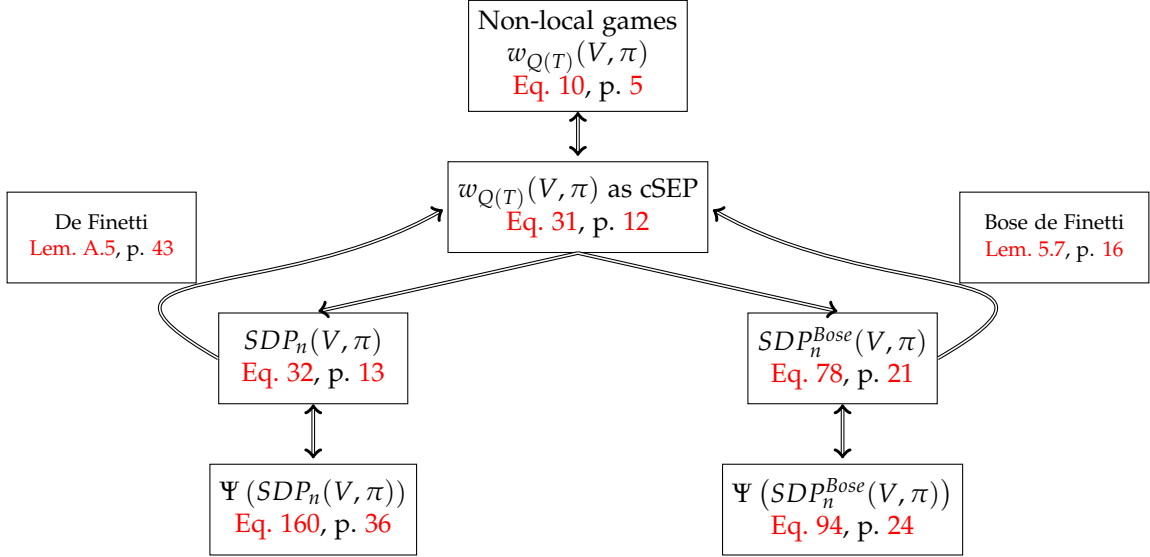 Non-local games
w_{Q(T)}(V, π)
Eq. 10, p. 5
w_{Q(T)}(V, π) as cSEP
Eq. 31, p. 12
De Finetti
Lem. A.5, p. 43
Bose de Finetti
Lem. 5.7, p. 16
SDP_n(V, π)
Eq. 32, p. 13
SDP_n^{Bose}(V, π)
Eq. 78, p. 21
Ψ (SDP_n(V, π))
Eq. 160, p. 36
Ψ (SDP_n^{Bose}(V, π))
Eq. 94, p. 24